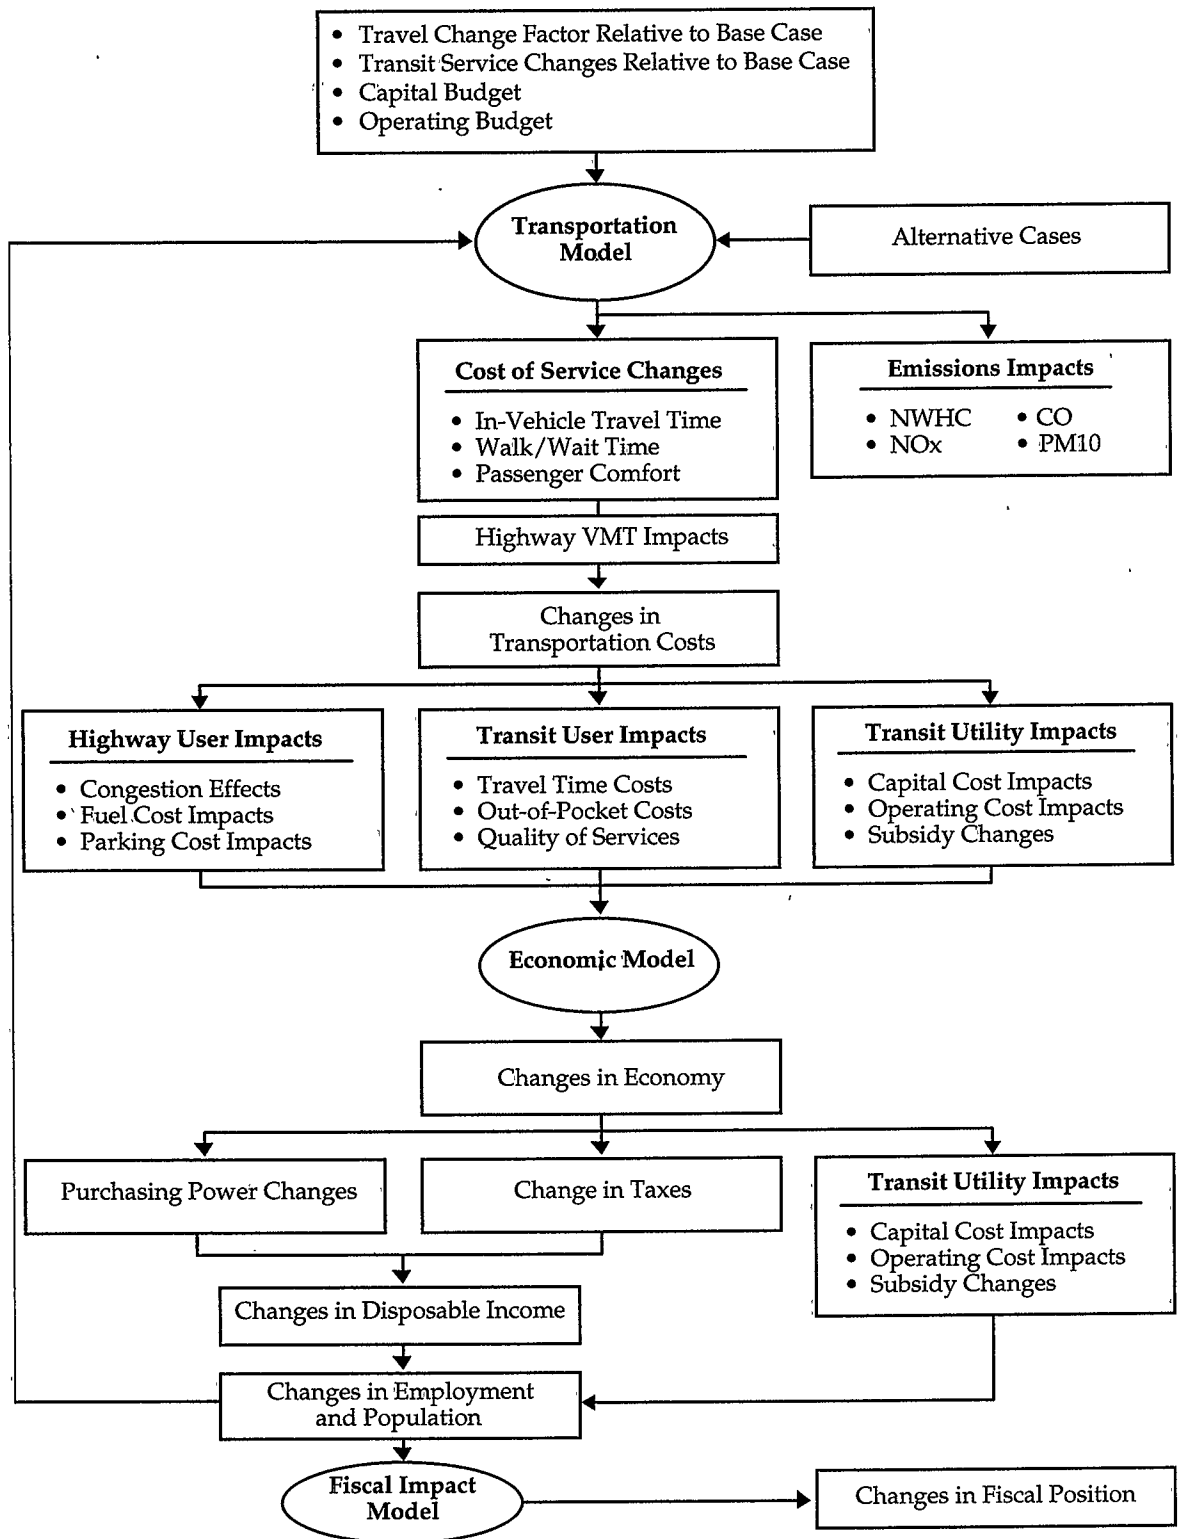 • Travel Change Factor Relative to Base Case
• Transit Service Changes Relative to Base Case
• Capital Budget
• Operating Budget
Transportation
Model
Alternative Cases
Cost of Service Changes
• In-Vehicle Travel Time
• Walk/Wait Time
• Passenger Comfort
Emissions Impacts
• NWHC • CO
• NOx • PM10
Highway VMT Impacts
Changes in
Transportation Costs
Highway User Impacts
• Congestion Effects
• Fuel Cost Impacts
• Parking Cost Impacts
Transit User Impacts
• Travel Time Costs
• Out-of-Pocket Costs
• Quality of Services
Transit Utility Impacts
• Capital Cost Impacts
• Operating Cost Impacts
• Subsidy Changes
Economic Model
Changes in Economy
Purchasing Power Changes
Change in Taxes
Transit Utility Impacts
• Capital Cost Impacts
• Operating Cost Impacts
• Subsidy Changes
Changes in Disposable Income
Changes in Employment
and Population
Fiscal Impact
Model
Changes in Fiscal Position